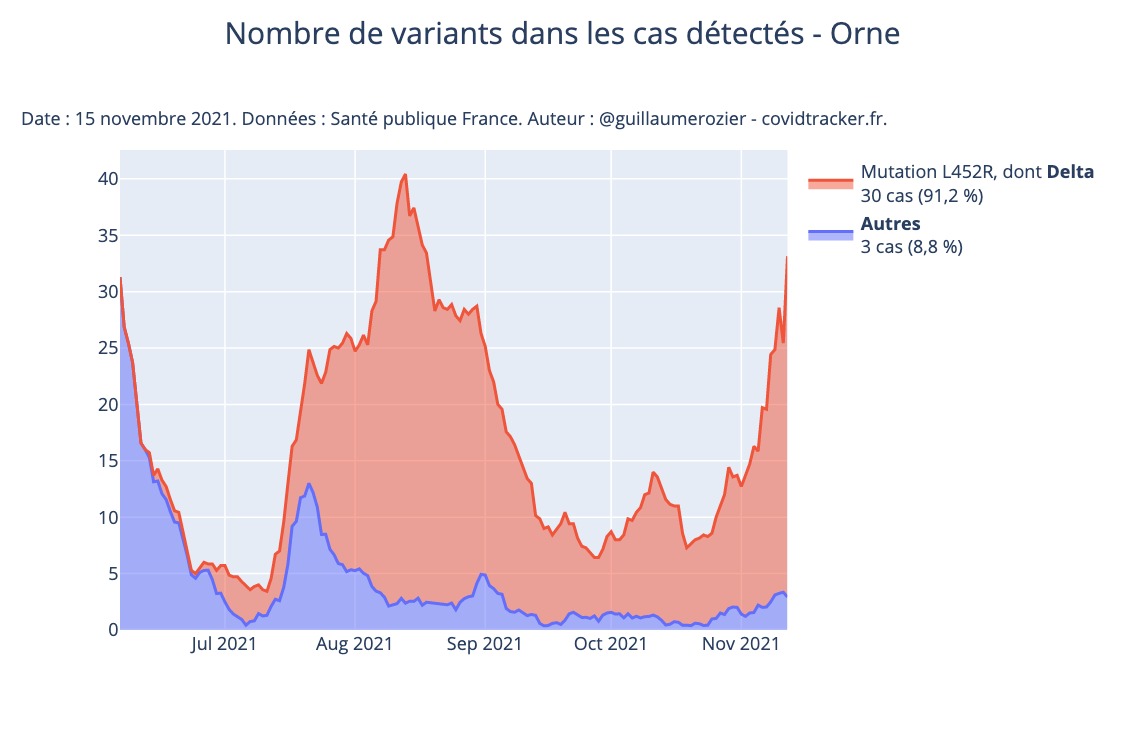 Nombre de variants dans les cas détectés - Orne
Date : 15 novembre 2021. Données : Santé publique France. Auteur : @guillaumerozier - covidtracker.fr.
Mutation L452R, dont Delta
30 cas (91,2 %)
Autres
3 cas (8,8 %)
40
35
30
25
20
15
10
5
0
Jul 2021 Aug 2021 Sep 2021 Oct 2021 Nov 2021